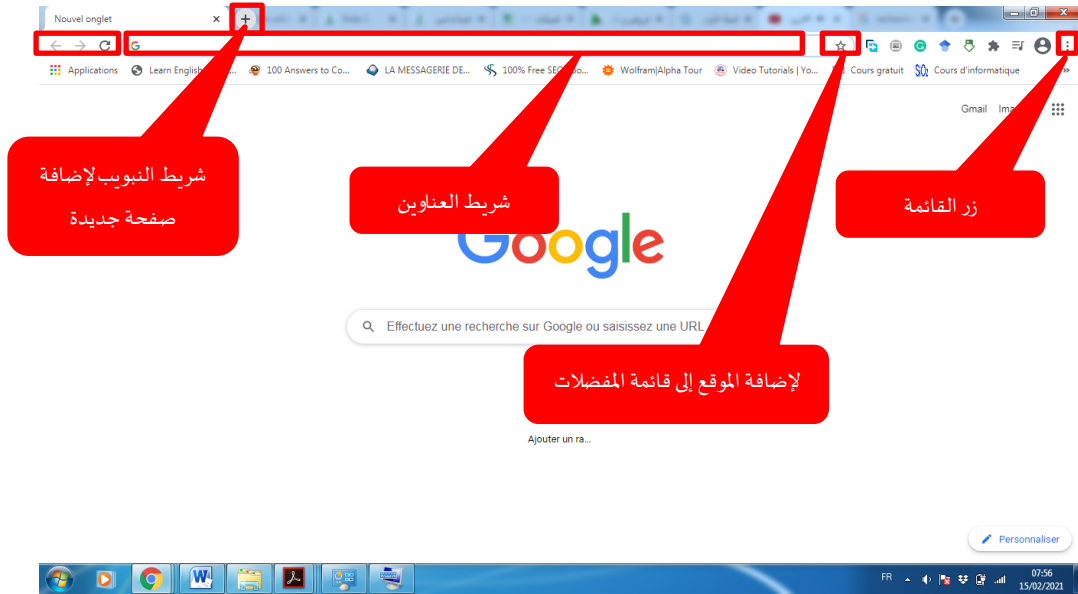 Nouvel onglet
G
Applications
Learn English
100 Answers to Co...
LA MESSAGERIE DE...
100% Free SEO
Wolfram|Alpha Tour
Video Tutorials | Yo...
Cours gratuit
Cours d'informatique
»
Gmail
شريط النبويب لإضافة
صفحة جديدة
شريط العناوين
زر القائمة
Google
Effectuez une recherche sur Google ou saisissez une URL
لإضافة الموقع إلى قائمة المفضلات
Ajouter un ra...
Personnaliser
FR
07:56
15/02/2021